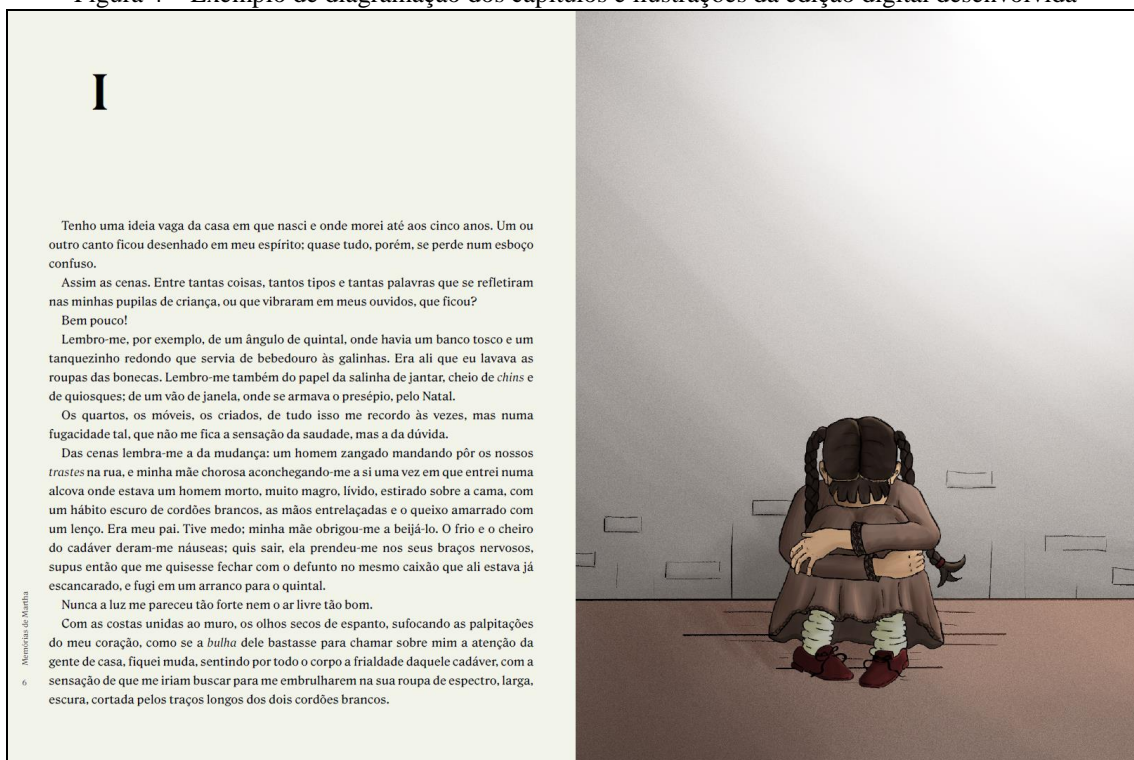 Figura 4 – Exemplo de diagramação dos capítulos e ilustrações da edição digital desenvolvida
I
Tenho uma ideia vaga da casa em que nasci e onde morei até aos cinco anos. Um ou
outro canto ficou desenhado em meu espírito; quase tudo, porém, se perde num esboço
confuso.
Assim as cenas. Entre tantas coisas, tantos tipos e tantas palavras que se refletiram
nas minhas pupilas de criança, ou que vibraram em meus ouvidos, que ficou?
Bem pouco!
Lembro-me, por exemplo, de um ângulo de quintal, onde havia um banco tosco e um
tanquezinho redondo que servia de bebedouro às galinhas. Era ali que eu lavava as
roupas das bonecas. Lembro-me também do papel da salinha de jantar, cheio de chins e
de quiosques; de um vão de janela, onde se armava o presépio, pelo Natal.
Os quartos, os móveis, os criados, de tudo isso me recordo às vezes, mas numa
fugacidade tal, que não me fica a sensação da saudade, mas a da dúvida.
Das cenas lembra-me a da mudança: um homem zangado mandando pôr os nossos
trastes na rua, e minha mãe chorosa aconchegando-me a si uma vez em que entrei numa
alcova onde estava um homem morto, muito magro, lívido, estirado sobre a cama, com
um hábito escuro de cordões brancos, as mãos entrelaçadas e o queixo amarrado com
um lenço. Era meu pai. Tive medo; minha mãe obrigou-me a beijá-lo. O frio e o cheiro
do cadáver deram-me náuseas; quis sair, ela prendeu-me nos seus braços nervosos,
supus então que me quisesse fechar com o defunto no mesmo caixão que ali estava já
escancarado, e fugi em um arranco para o quintal.
Nunca a luz me pareceu tão forte nem o ar livre tão bom.
Com as costas unidas ao muro, os olhos secos de espanto, sufocando as palpitações
do meu coração, como se a bulha dele bastasse para chamar sobre mim a atenção da
gente de casa, fiquei muda, sentindo por todo o corpo a frialdade daquele cadáver, com a
sensação de que me iriam buscar para me embrulharem na sua roupa de espectro, larga,
escura, cortada pelos traços longos dos dois cordões brancos.
Memórias de Martha
6